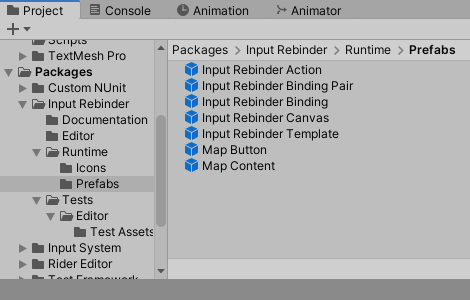 Project Console Animation Animator
Scripts
TextMesh Pro
Packages
Custom NUnit
Input Rebinder
Documentation
Editor
Runtime
Icons
Prefabs
Tests
Editor
Test Assets
Input System
Rider Editor
Test Framework
Packages > Input Rebinder > Runtime > Prefabs
Input Rebinder Action
Input Rebinder Binding Pair
Input Rebinder Binding
Input Rebinder Canvas
Input Rebinder Template
Map Button
Map Content